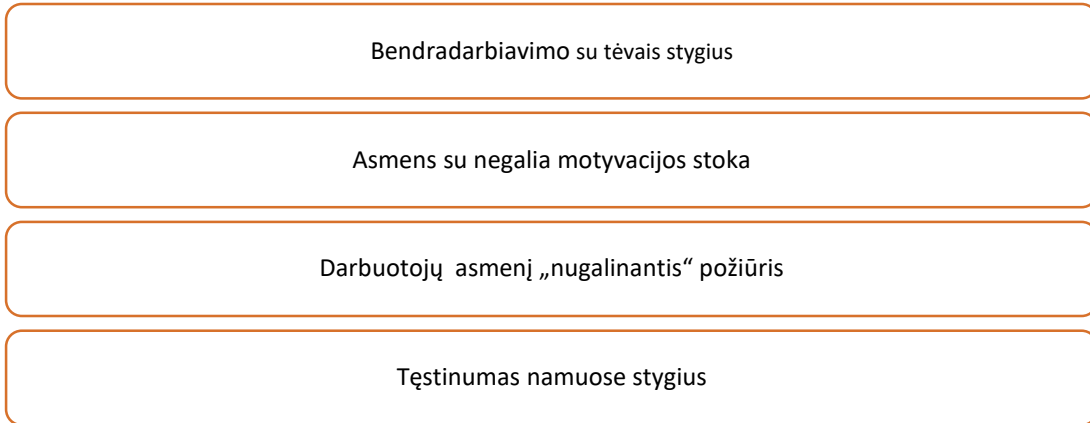 Bendradarbiavimo su tėvais stygius
Asmens su negalia motyvacijos stoka
Darbuotojų asmenį „nugalinantis“ požiūris
Tęstinumas namuose stygius